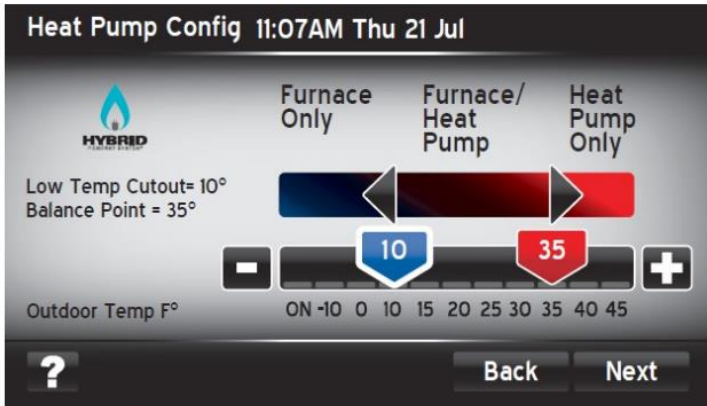 Heat Pump Config 11:07AM Thu 21 Jul
Furnace Only
Furnace/ Heat Pump
Heat Pump Only
HYBRID
Low Temp Cutout= 10°
Balance Point = 35°
10
35
-
+
Outdoor Temp F° ON -10 0 10 15 20 25 30 35 40 45
?
Back
Next